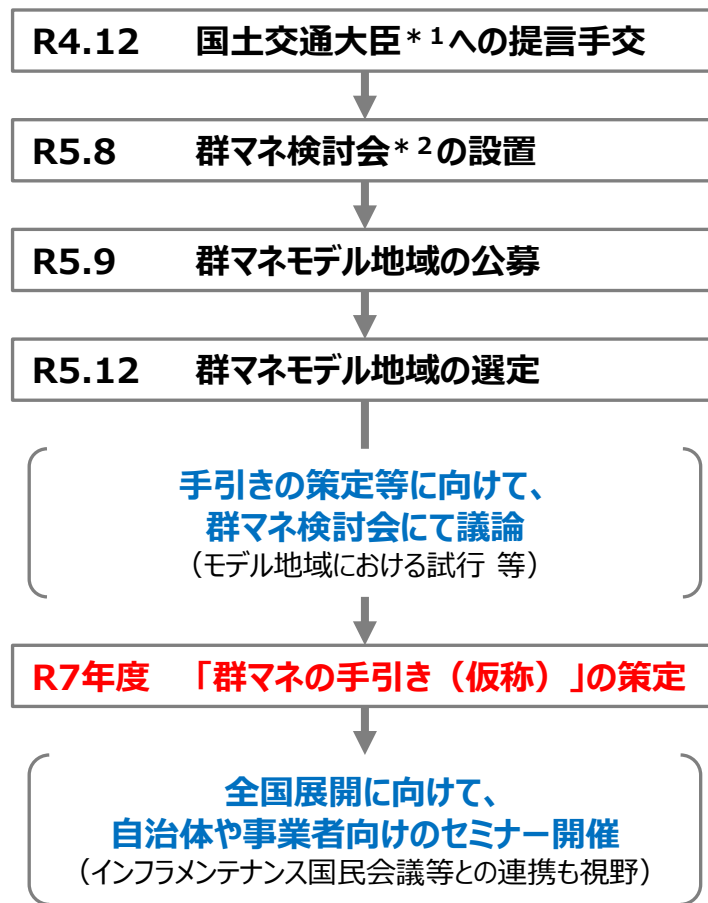 R4.12 国土交通大臣*1への提言手交
R5.8 群マネ検討会*2の設置
R5.9 群マネモデル地域の公募
R5.12 群マネモデル地域の選定
手引きの策定等に向けて、
群マネ検討会にて議論
（モデル地域における試行 等）
R7年度 「群マネの手引き（仮称）」の策定
全国展開に向けて、
自治体や事業者向けのセミナー開催
（インフラメンテナンス国民会議等との連携も視野）